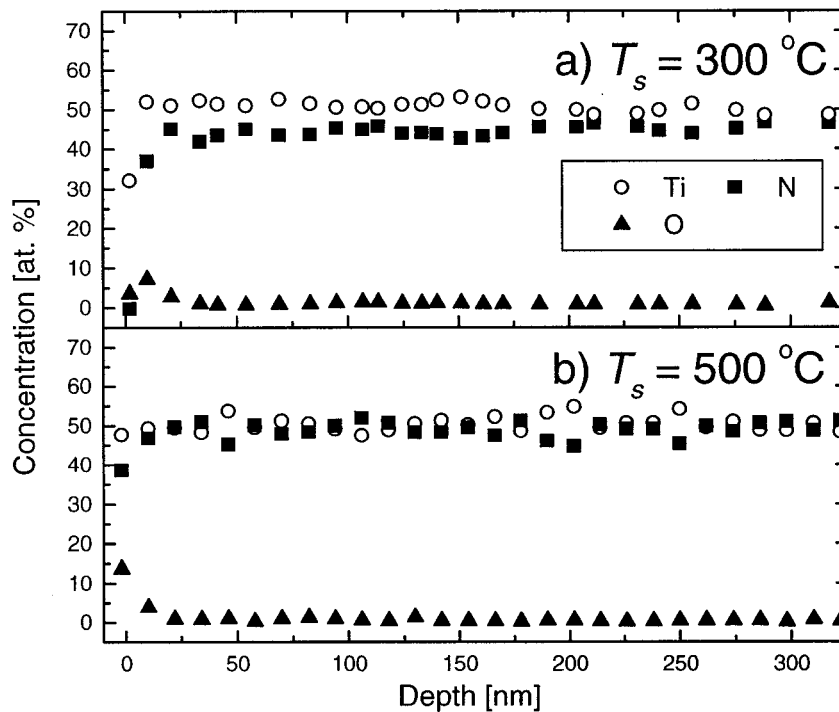 70
60
50
40
30
20
10
0
a) Tₛ = 300 °C
Ti N
O
Concentration [at. %]
70
60
50
40
30
20
10
0
b) Tₛ = 500 °C
0 50 100 150 200 250 300
Depth [nm]